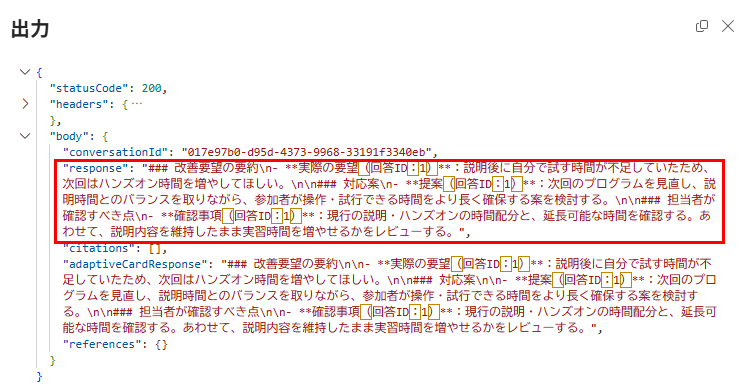 出力
{
"statusCode": 200,
"headers": { ⋯
},
"body": {
"conversationId": "017e97b0-d95d-4373-9968-33191f3340eb",
"response": "### 改善要望の要約\n- **実際の要望（回答ID：1）**：説明後に自分で試す時間が不足していたため、
次回はハンズオン時間を増やしてほしい。\n\n### 対応案\n- **提案（回答ID：1）**：次回のプログラムを見直し、説
明時間とのバランスを取りながら、参加者が操作・試行できる時間をより長く確保する案を検討する。\n\n### 担当者が
確認すべき点\n- **確認事項（回答ID：1）**：現行の説明・ハンズオンの時間配分と、延長可能な時間を確認する。あ
わせて、説明内容を維持したまま実習時間を増やせるかをレビューする。",
"citations": [],
"adaptiveCardResponse": "### 改善要望の要約\n\n- **実際の要望（回答ID：1）**：説明後に自分で試す時間が不
足していたため、次回はハンズオン時間を増やしてほしい。\n\n### 対応案\n\n- **提案（回答ID：1）**：次回のプ
ログラムを見直し、説明時間とのバランスを取りながら、参加者が操作・試行できる時間をより長く確保する案を検討す
る。\n\n### 担当者が確認すべき点\n\n- **確認事項（回答ID：1）**：現行の説明・ハンズオンの時間配分と、延長可
能な時間を確認する。あわせて、説明内容を維持したまま実習時間を増やせるかをレビューする。",
"references": {}
}
}